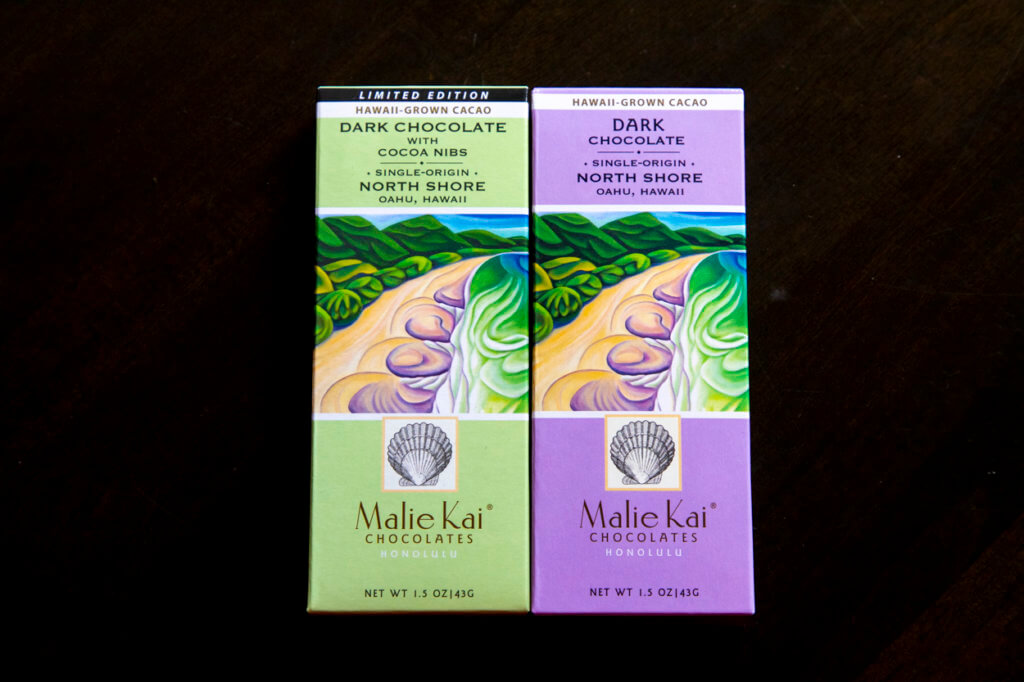 LIMITED EDITION
HAWAII-GROWN CACAO
DARK CHOCOLATE
WITH
COCOA NIBS
• SINGLE-ORIGIN •
NORTH SHORE
OAHU, HAWAII
Malie Kai®
CHOCOLATES
HONOLULU
NET WT 1.5 OZ|43G
HAWAII-GROWN CACAO
DARK
CHOCOLATE
• SINGLE-ORIGIN •
NORTH SHORE
OAHU, HAWAII
Malie Kai®
CHOCOLATES
HONOLULU
NET WT 1.5 OZ|43G